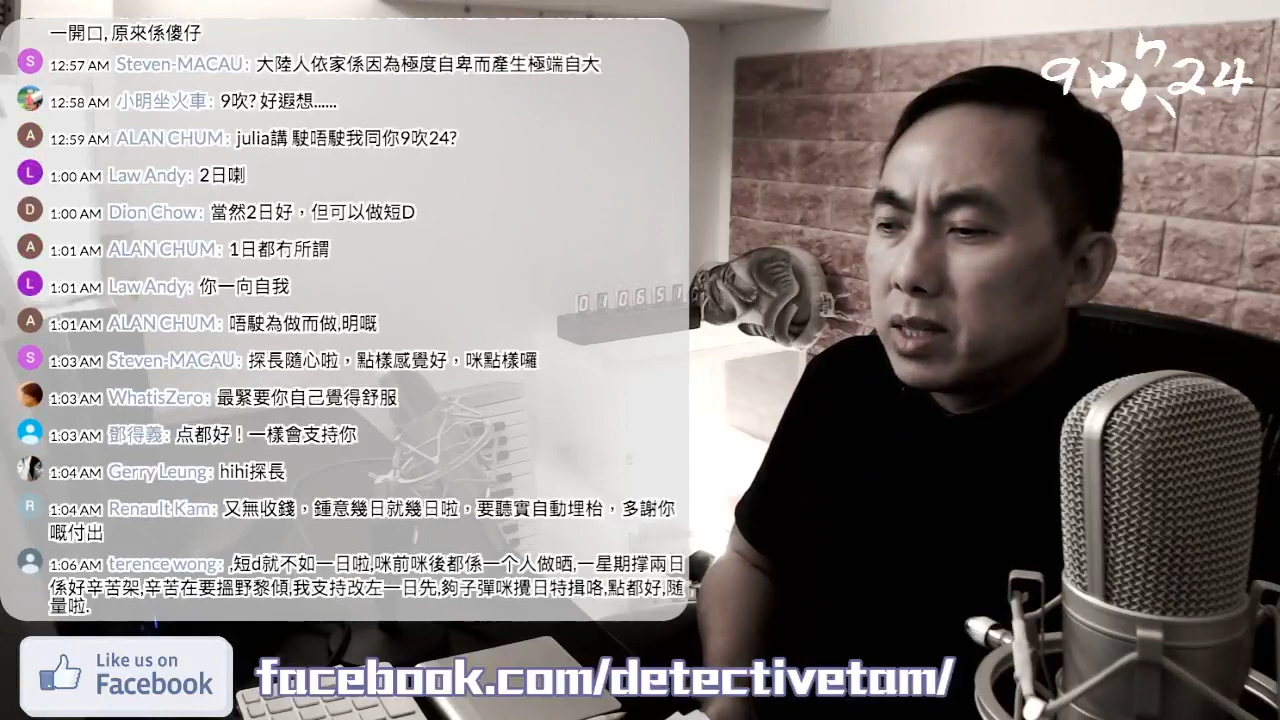 一開口, 原來係傻仔
S 12:57 AM Steven-MACAU: 大陸人依家係因為極度自卑而產生極端自大
12:58 AM 小明坐火車: 9吹? 好遐想......
A 12:59 AM ALAN CHUM: julia講 駛唔駛我同你9吹24?
L 1:00 AM Law Andy: 2日喇
D 1:00 AM Dion Chow: 當然2日好，但可以做短D
A 1:01 AM ALAN CHUM: 1日都冇所謂
L 1:01 AM Law Andy: 你一向自我
A 1:01 AM ALAN CHUM: 唔駛為做而做,明嘅
S 1:03 AM Steven-MACAU: 探長隨心啦，點樣感覺好，咪點樣囉
1:03 AM WhatisZero: 最緊要你自己覺得舒服
1:03 AM 鄧得義: 点都好！一樣會支持你
1:04 AM Gerry Leung: hihi探長
R 1:04 AM Renault Kam: 又無收錢，鍾意幾日就幾日啦，要聽實自動埋枱，多謝你
嘅付出
1:06 AM terence wong: ,短d就不如一日啦,咪前咪後都係一个人做晒,一星期撑兩日
係好辛苦架,辛苦在要搵野黎傾,我支持改左一日先,夠子彈咪攪日特揖咯,點都好,随
量啦.
9吹24
01 06 51
Like us on
Facebook
facebook.com/detectivetam/